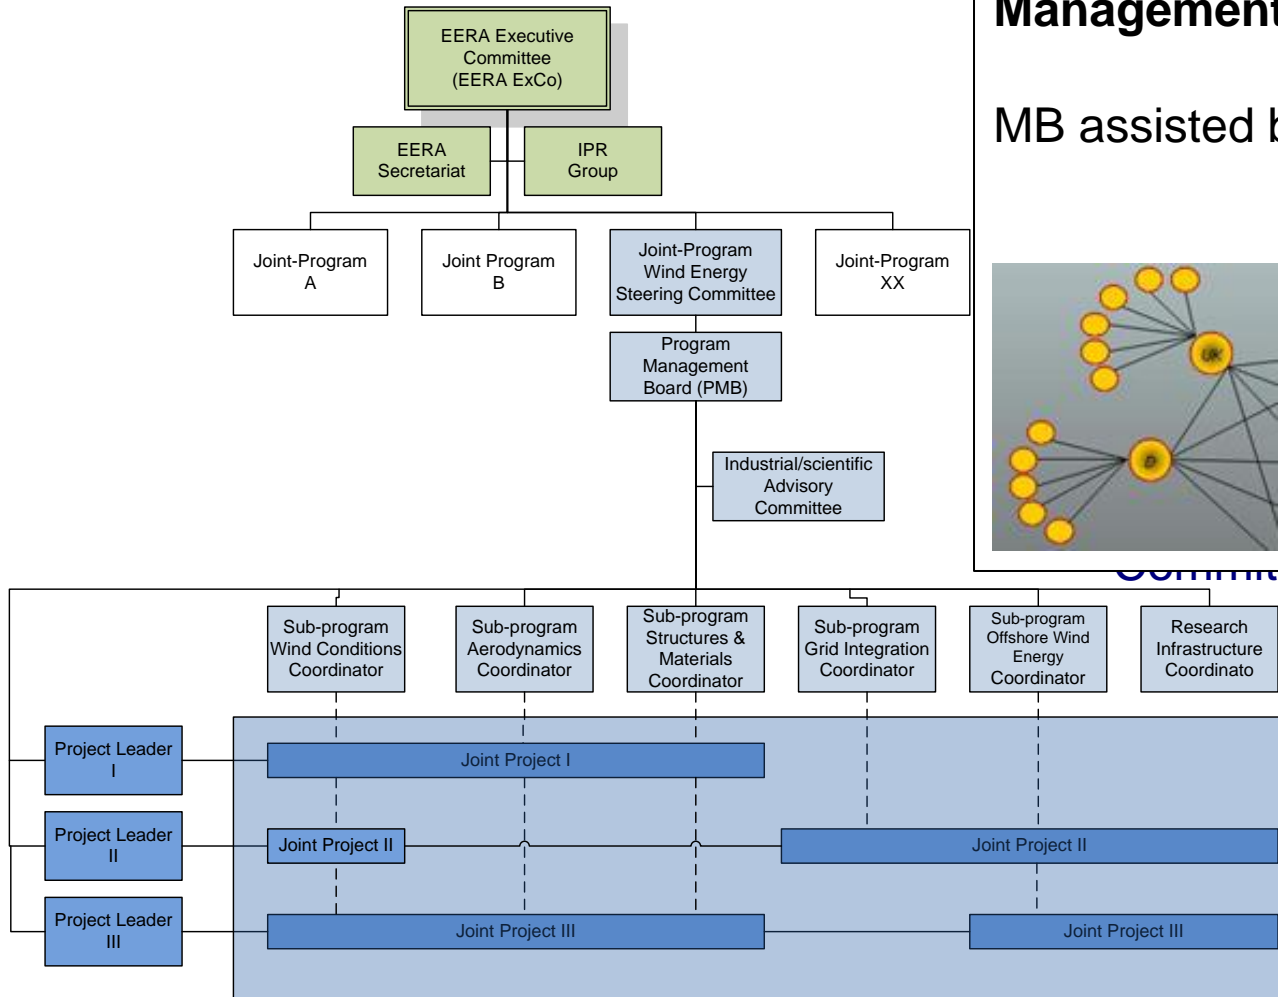 Management
MB assisted b
EERA Executive
Committee
(EERA ExCo)
EERA
Secretariat
IPR
Group
Joint-Program
A
Joint Program
B
Joint-Program
Wind Energy
Steering Committee
Joint-Program
XX
Program
Management
Board (PMB)
Industrial/scientific
Advisory
Committee
UK
D
Sub-program
Wind Conditions
Coordinator
Sub-program
Aerodynamics
Coordinator
Sub-program
Structures &
Materials
Coordinator
Sub-program
Grid Integration
Coordinator
Sub-program
Offshore Wind
Energy
Coordinator
Research
Infrastructure
Coordinato
Project Leader
I
Joint Project I
Project Leader
II
Joint Project II
Joint Project II
Project Leader
III
Joint Project III
Joint Project III